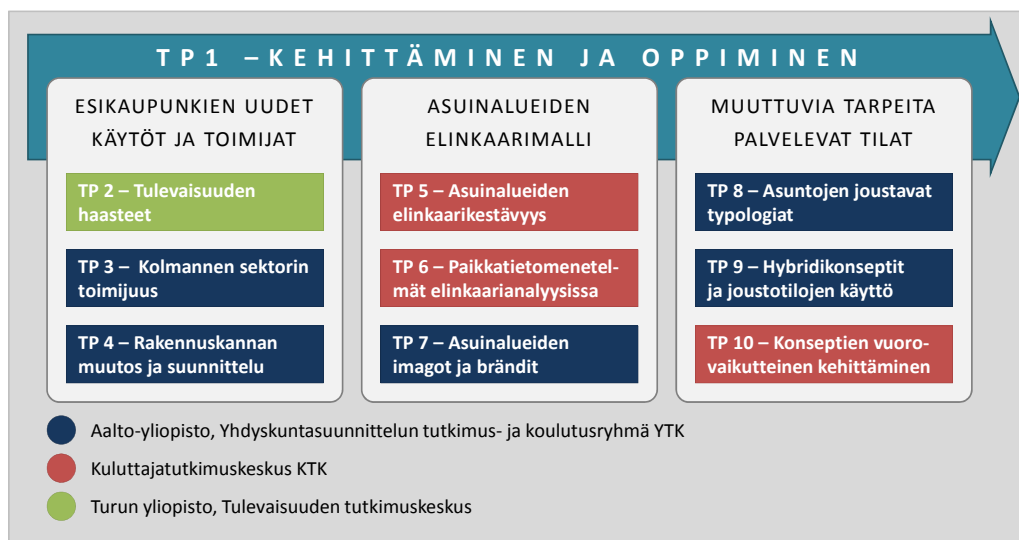 TP1 –KEHITTÄMINEN JA OPPIMINEN
ESIKAUPUNKIEN UUDET
KÄYTÖT JA TOIMIJAT
TP 2 – Tulevaisuuden
haasteet
TP 3 – Kolmannen sektorin
toimijuus
TP 4 – Rakennuskannan
muutos ja suunnittelu
ASUINALUEIDEN
ELINKAARIMALLI
TP 5 – Asuinalueiden
elinkaarikestävyys
TP 6 – Paikkatietomenetel-
mät elinkaarianalyysissa
TP 7 – Asuinalueiden
imagot ja brändit
MUUTTUVIA TARPEITA
PALVELEVAT TILAT
TP 8 – Asuntojen joustavat
typologiat
TP 9 – Hybridikonseptit
ja joustotilojen käyttö
TP 10 – Konseptien vuoro-
vaikutteinen kehittäminen
Aalto-yliopisto, Yhdyskuntasuunnittelun tutkimus- ja koulutusryhmä YTK
Kuluttajatutkimuskeskus KTK
Turun yliopisto, Tulevaisuuden tutkimuskeskus